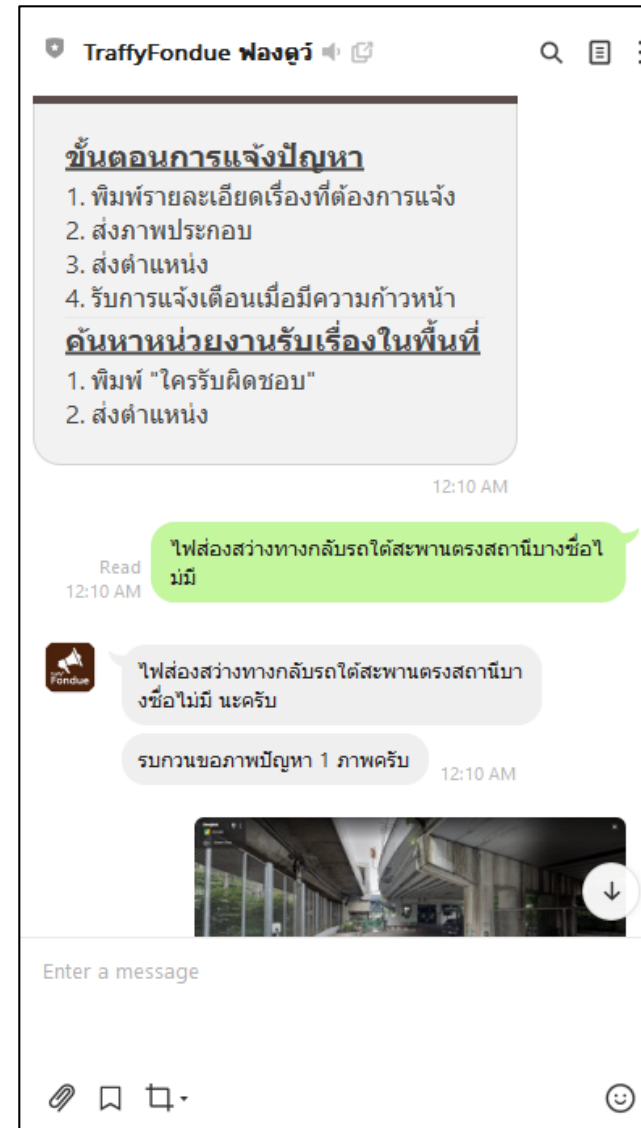 TraffyFondue ฟองดูว์
ขั้นตอนการแจ้งปัญหา
1. พิมพ์รายละเอียดเรื่องที่ต้องการแจ้ง
2. ส่งภาพประกอบ
3. ส่งตำแหน่ง
4. รับการแจ้งเตือนเมื่อมีความก้าวหน้า
ค้นหาหน่วยงานรับเรื่องในพื้นที่
1. พิมพ์ "ใครรับผิดชอบ"
2. ส่งตำแหน่ง
12:10 AM
ไฟส่องสว่างทางกลับรถใต้สะพานตรงสถานีบางซื่อไ
ม่มี
Read
12:10 AM
Fondue
ไฟส่องสว่างทางกลับรถใต้สะพานตรงสถานีบา
งซื่อไม่มี นะครับ
รบกวนขอภาพปัญหา 1 ภาพครับ
12:10 AM
Enter a message